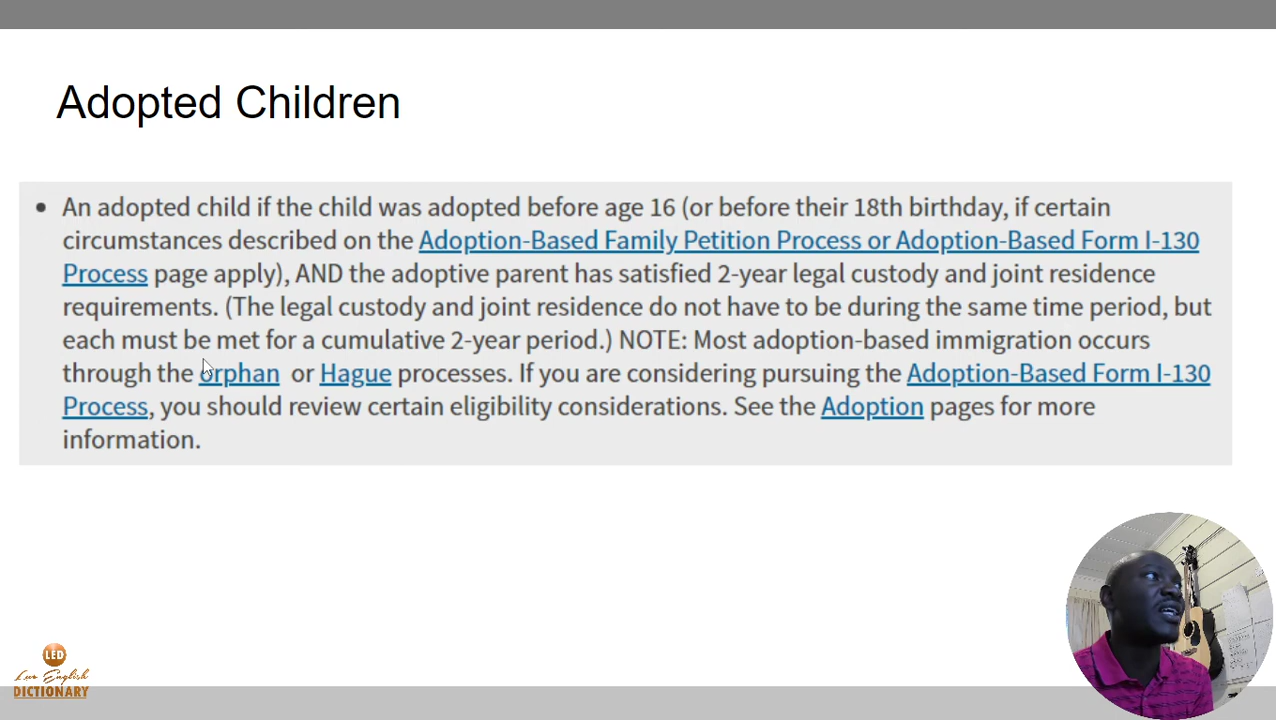 Adopted Children
• An adopted child if the child was adopted before age 16 (or before their 18th birthday, if certain
circumstances described on the Adoption-Based Family Petition Process or Adoption-Based Form I-130
Process page apply), AND the adoptive parent has satisfied 2-year legal custody and joint residence
requirements. (The legal custody and joint residence do not have to be during the same time period, but
each must be met for a cumulative 2-year period.) NOTE: Most adoption-based immigration occurs
through the orphan or Hague processes. If you are considering pursuing the Adoption-Based Form I-130
Process, you should review certain eligibility considerations. See the Adoption pages for more
information.
LED
Luo English
DICTIONARY